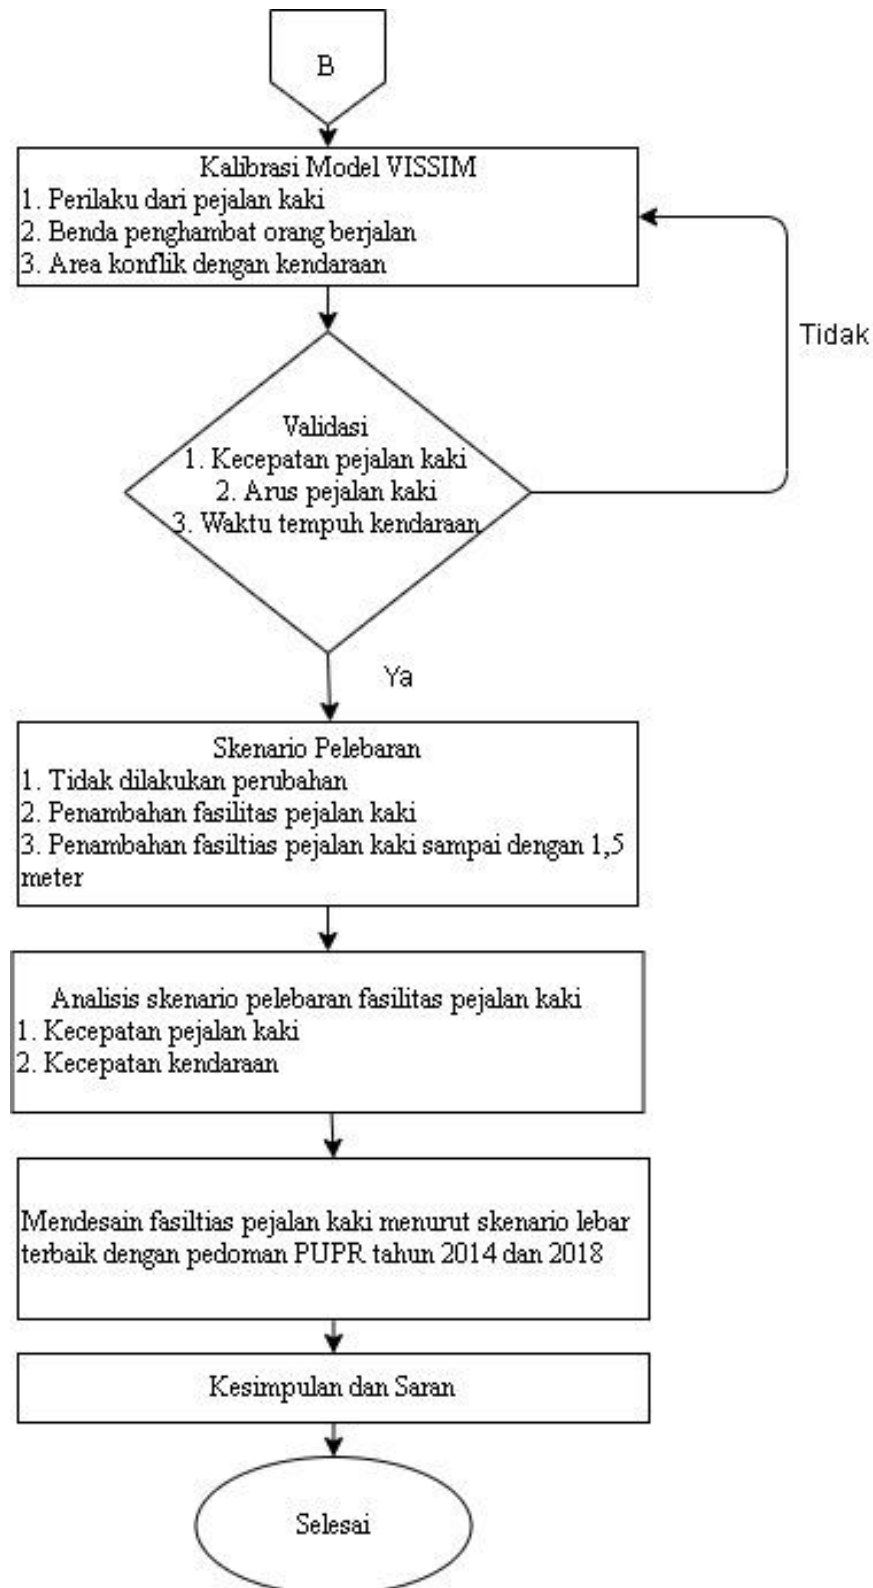 B
Kalibrasi Model VISSIM
1. Perilaku dari pejalan kaki
2. Benda penghambat orang berjalan
3. Area konflik dengan kendaraan
Tidak
Validasi
1. Kecepatan pejalan kaki
2. Arus pejalan kaki
3. Waktu tempuh kendaraan
Ya
Skenario Pelebaran
1. Tidak dilakukan perubahan
2. Penambahan fasilitas pejalan kaki
3. Penambahan fasiltias pejalan kaki sampai dengan 1,5
meter
Analisis skenario pelebaran fasilitas pejalan kaki
1. Kecepatan pejalan kaki
2. Kecepatan kendaraan
Mendesain fasiltias pejalan kaki menurut skenario lebar
terbaik dengan pedoman PUPR tahun 2014 dan 2018
Kesimpulan dan Saran
Selesai